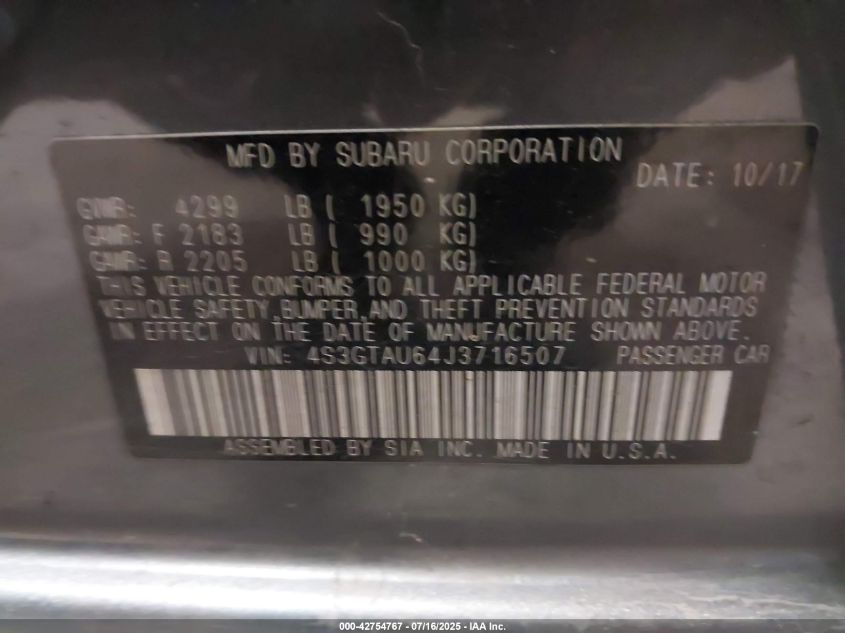 MFD BY SUBARU CORPORATION
DATE: 10/17
GVWR: 4299 LB ( 1950 KG)
GAWR: F 2183 LB ( 990 KG)
GAWR: R 2205 LB ( 1000 KG)
THIS VEHICLE CONFORMS TO ALL APPLICABLE FEDERAL MOTOR
VEHICLE SAFETY,BUMPER,AND THEFT PREVENTION STANDARDS
IN EFFECT ON THE DATE OF MANUFACTURE SHOWN ABOVE.
VIN: 4S3GTAU64J3716507 PASSENGER CAR
ASSEMBLED BY SIA INC. MADE IN U.S.A.
000-42754767 - 07/16/2025 - IAA Inc.